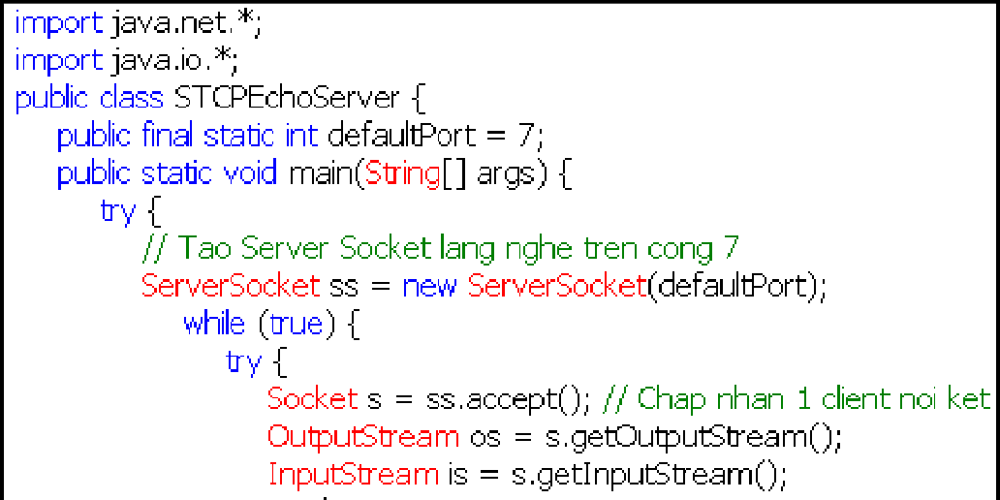 import java.net.*;
import java.io.*;
public class STCPEchoServer {
public final static int defaultPort = 7;
public static void main(String[] args) {
try {
// Tao Server Socket lang nghe tren cong 7
ServerSocket ss = new ServerSocket(defaultPort);
while (true) {
try {
Socket s = ss.accept(); // Chap nhan 1 client noi ket
OutputStream os = s.getOutputStream();
InputStream is = s.getInputStream();